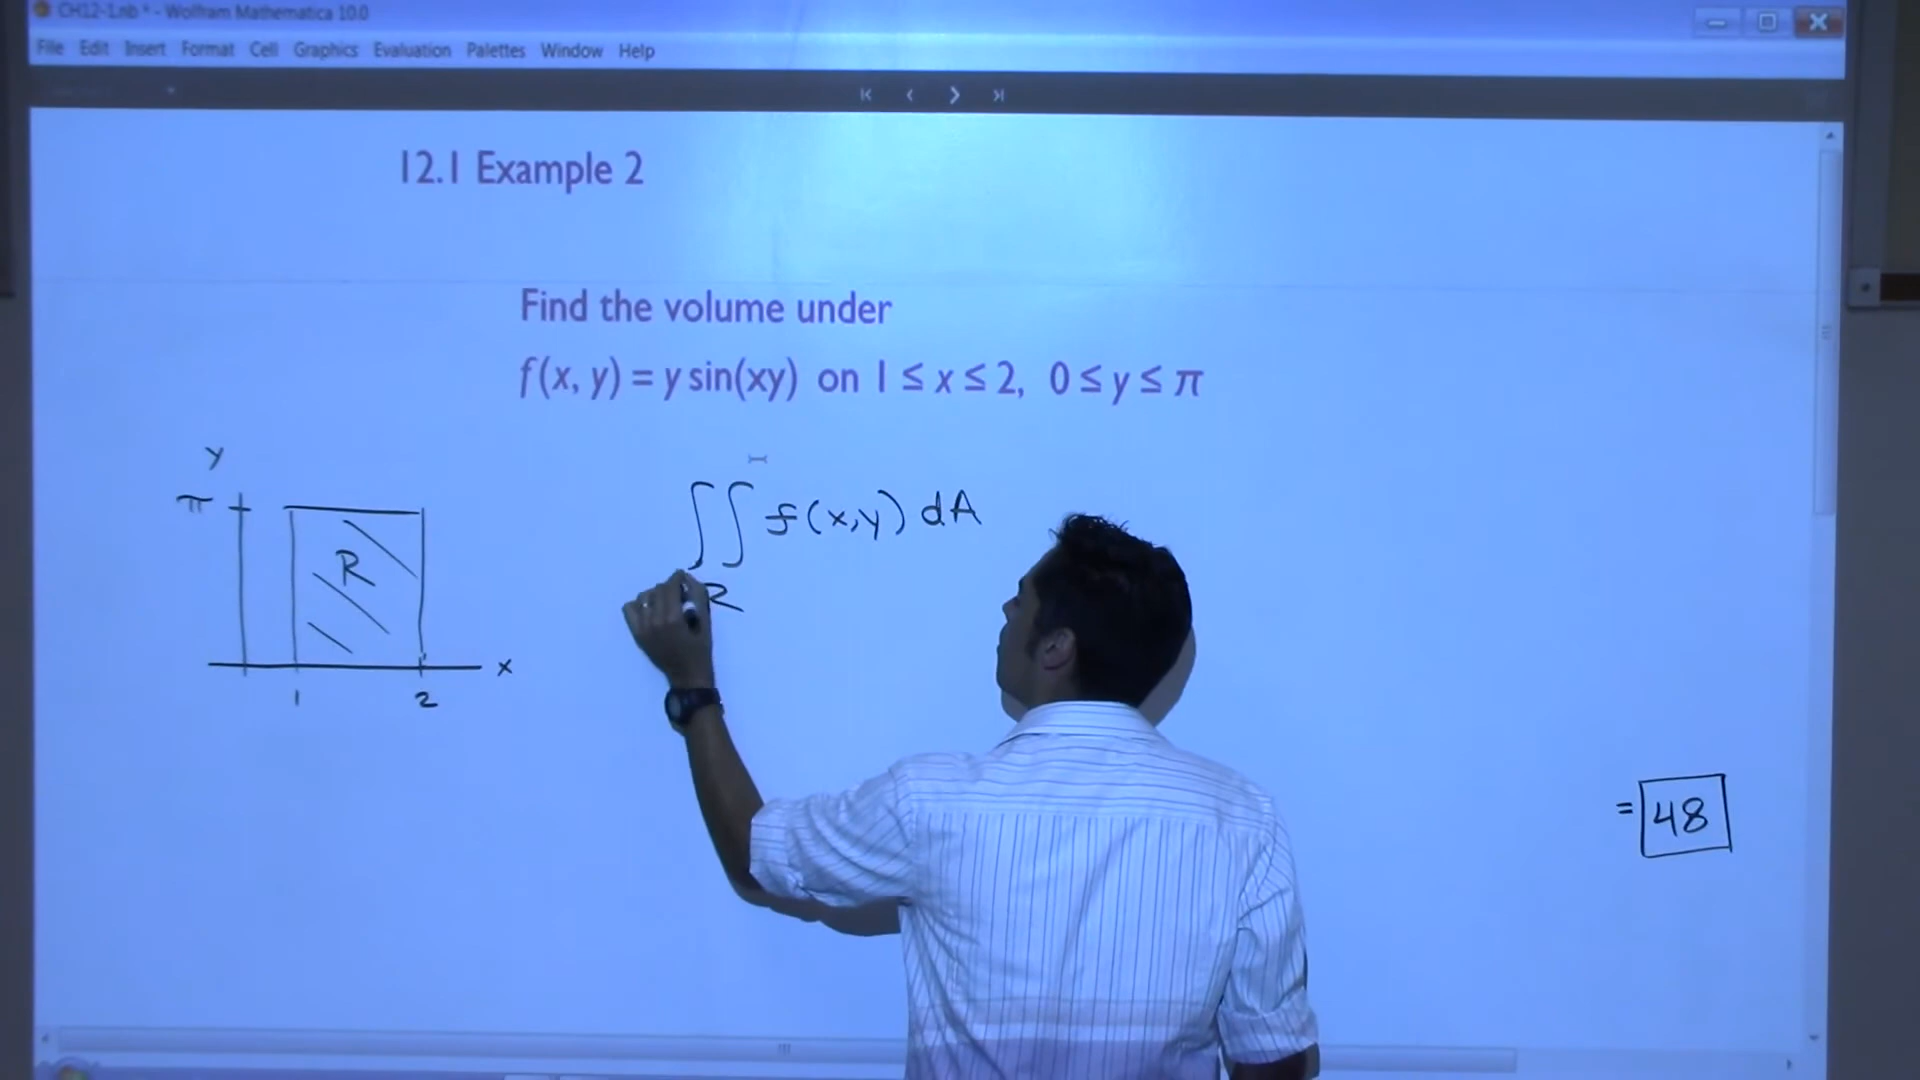 CH12-1.nb * - Wolfram Mathematica 10.0
File Edit Insert Format Cell Graphics Evaluation Palettes Window Help
12.1 Example 2
Find the volume under
f(x, y) = y sin(xy) on 1 ≤ x ≤ 2, 0 ≤ y ≤ π
y
π
R
x
1 2
∬ f(x,y) dA
R
= 48